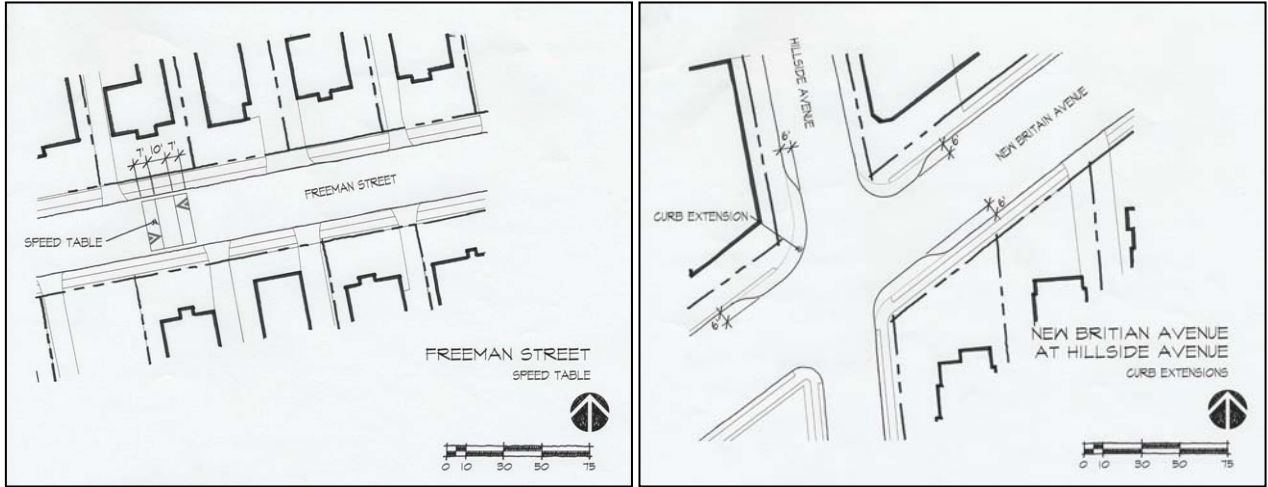 7' 10' 7'
FREEMAN STREET
SPEED TABLE
FREEMAN STREET
SPEED TABLE
0 10 30 50 75
HILLSIDE AVENUE
6'
6'
NEW BRITAIN AVENUE
6'
CURB EXTENSION
6'
NEW BRITIAN AVENUE
AT HILLSIDE AVENUE
CURB EXTENSIONS
0 10 30 50 75